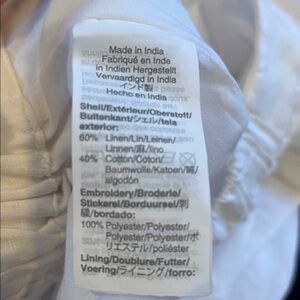 Made in India
Fabriqué en Inde
in Indien Hergestellt
Vervaardigd in India
インド製
Hecho en India
Shell/Extérieur/Oberstoff/
Buitenkant/シェル/tela
exterior:
60% Linen/Lin/Leinen/
Linnen/麻/lino
40% Cotton/Coton/
Baumwolle/Katoen/綿/
algodón
Embroidery/Broderie/
Stickerei/Borduursel/刺
繍/bordado:
100% Polyester/Polyester/
Polyester/Polyester/ポ
リエステル/poliéster
Lining/Doublure/Futter/
Voering/ライニング/forro: